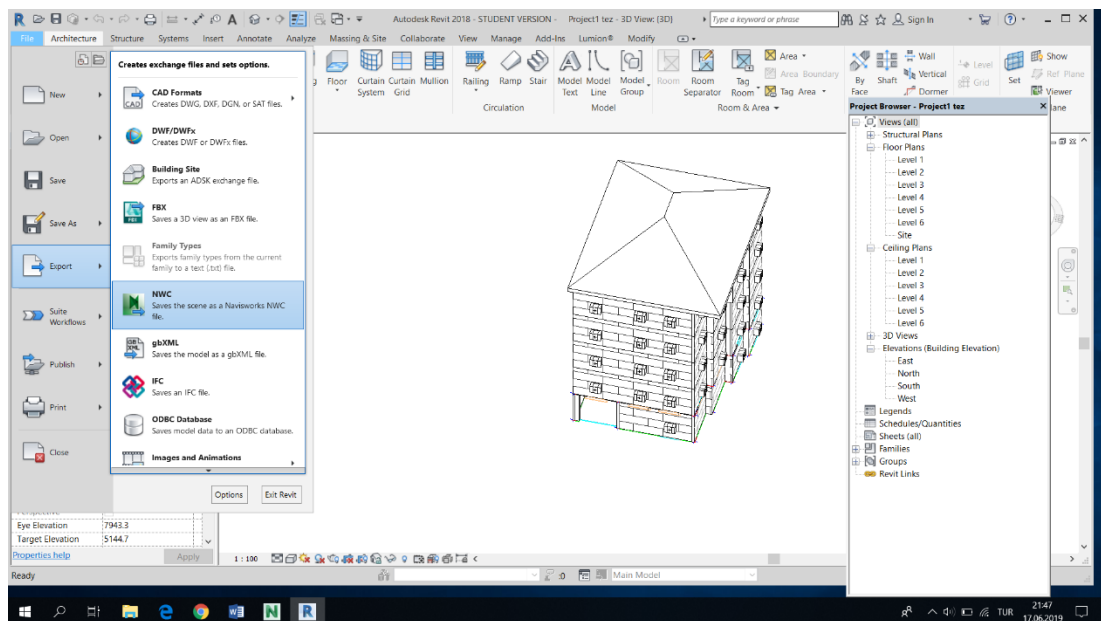 Autodesk Revit 2018 - STUDENT VERSION - Project1 tez - 3D View: {3D}
Type a keyword or phrase
Sign In
File Architecture Structure Systems Insert Annotate Analyze Massing & Site Collaborate View Manage Add-Ins Lumion® Modify
Creates exchange files and sets options.
New
Open
Save
Save As
Export
Suite Workflows
Publish
Print
Close
CAD Formats
Creates DWG, DXF, DGN, or SAT files.
DWF/DWFx
Creates DWF or DWFx files.
Building Site
Exports an ADSK exchange file.
FBX
Saves a 3D view as an FBX file.
Family Types
Exports family types from the current
family to a text (.txt) file.
NWC
Saves the scene as a Navisworks NWC
file.
gbXML
Saves the model as a gbXML file.
IFC
Saves an IFC file.
ODBC Database
Saves model data to an ODBC database.
Images and Animations
Options Exit Revit
Floor
Curtain System
Curtain Grid
Mullion
Railing
Ramp
Stair
Model Text
Model Line
Model Group
Room
Room Separator
Tag Room
Area
Area Boundary
Tag Area
By Face
Shaft
Wall
Vertical
Dormer
Level
Grid
Set
Show
Ref Plane
Viewer
Circulation
Model
Room & Area
lane
Project Browser - Project1 tez
Views (all)
Structural Plans
Floor Plans
Level 1
Level 2
Level 3
Level 4
Level 5
Level 6
Site
Ceiling Plans
Level 1
Level 2
Level 3
Level 4
Level 5
Level 6
3D Views
Elevations (Building Elevation)
East
North
South
West
Legends
Schedules/Quantities
Sheets (all)
Families
Groups
Revit Links
Eye Elevation 7943.3
Target Elevation 5144.7
Properties help Apply
1 : 100
Ready
:0
Main Model
TUR
21:47
17.06.2019